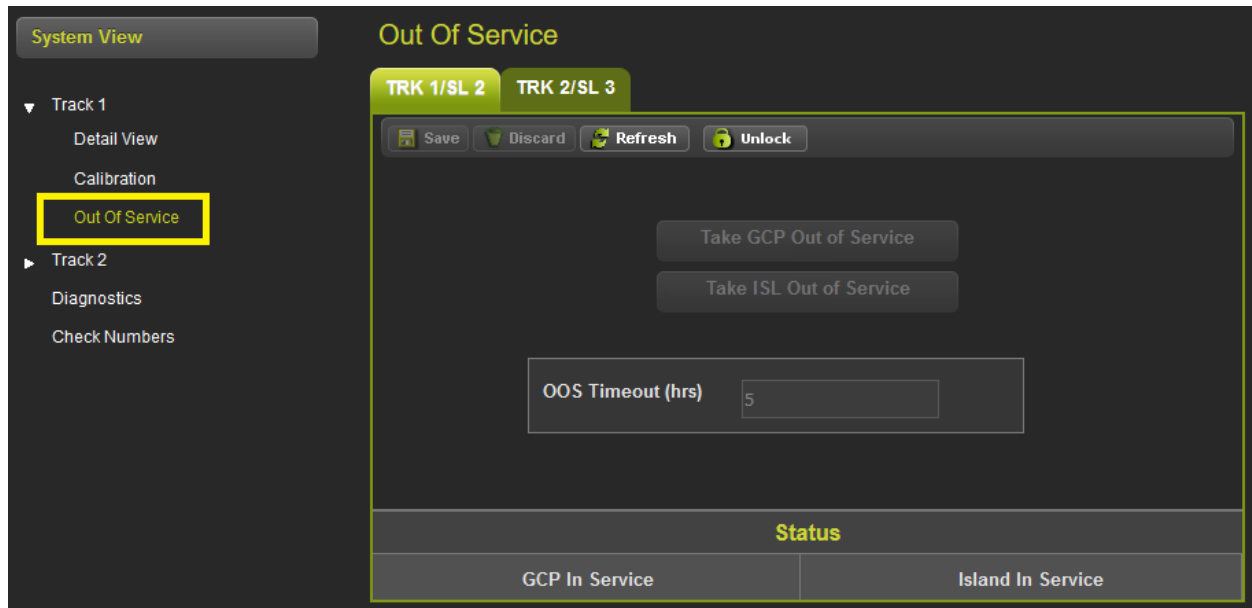 System View
Track 1
Detail View
Calibration
Out Of Service
Track 2
Diagnostics
Check Numbers
Out Of Service
TRK 1/SL 2 TRK 2/SL 3
Save Discard Refresh Unlock
Take GCP Out of Service
Take ISL Out of Service
OOS Timeout (hrs) 5
Status
GCP In Service Island In Service